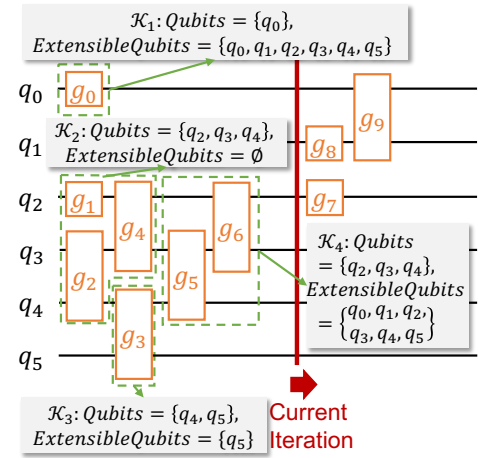 𝒦₁: Qubits = {q₀},
ExtensibleQubits = {q₀, q₁, q₂, q₃, q₄, q₅}
q₀
g₀
g₉
𝒦₂: Qubits = {q₂, q₃, q₄},
ExtensibleQubits = ∅
q₁
g₈
q₂
g₁
g₄
g₆
g₇
q₃
g₂
g₅
𝒦₄: Qubits
= {q₂, q₃, q₄},
ExtensibleQubits
= {q₀, q₁, q₂,
q₃, q₄, q₅}
q₄
g₃
q₅
𝒦₃: Qubits = {q₄, q₅},
ExtensibleQubits = {q₅}
Current
Iteration